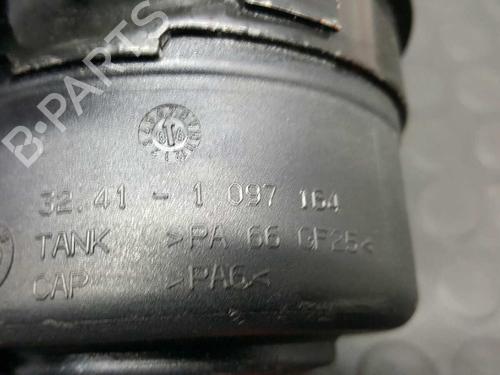 B-PARTS
32.41 - 1 097 164
TANK >PA 66 GF25<
CAP >PA6<